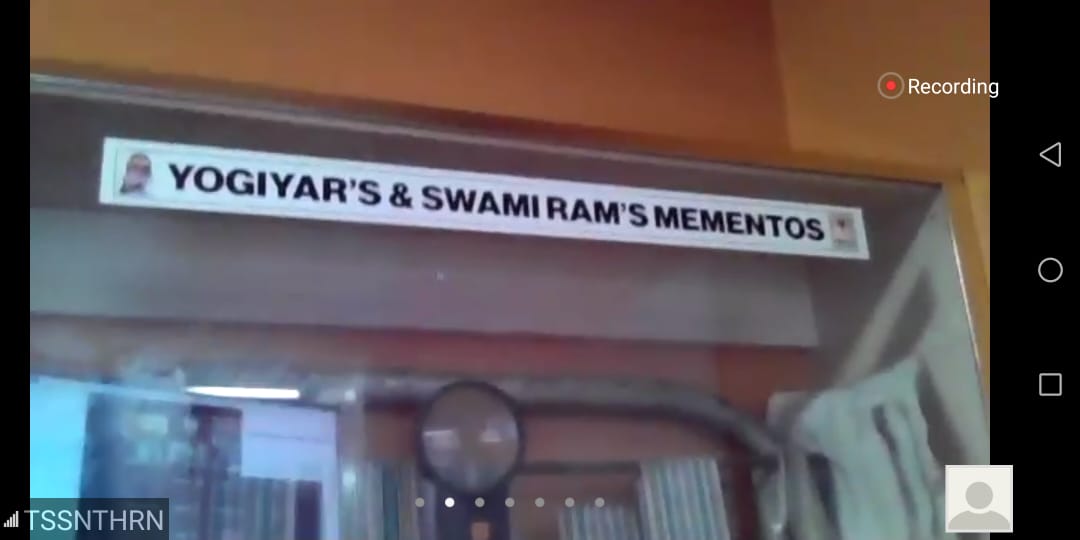 Recording
YOGIYAR'S & SWAMI RAM'S MEMENTOS
TSSNTHRN